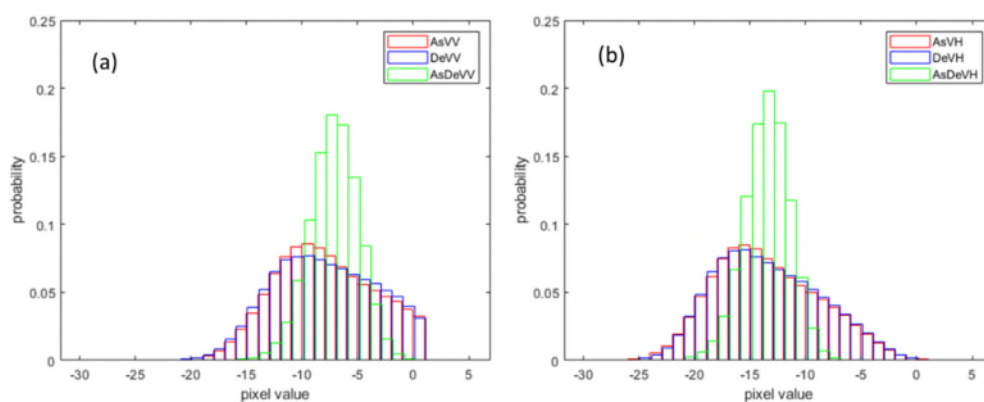 (a)
AsVV
DeVV
AsDeVV
probability
0.25
0.2
0.15
0.1
0.05
0
-30 -25 -20 -15 -10 -5 0 5
pixel value
(b)
AsVH
DeVH
AsDeVH
probability
0.25
0.2
0.15
0.1
0.05
0
-30 -25 -20 -15 -10 -5 0 5
pixel value